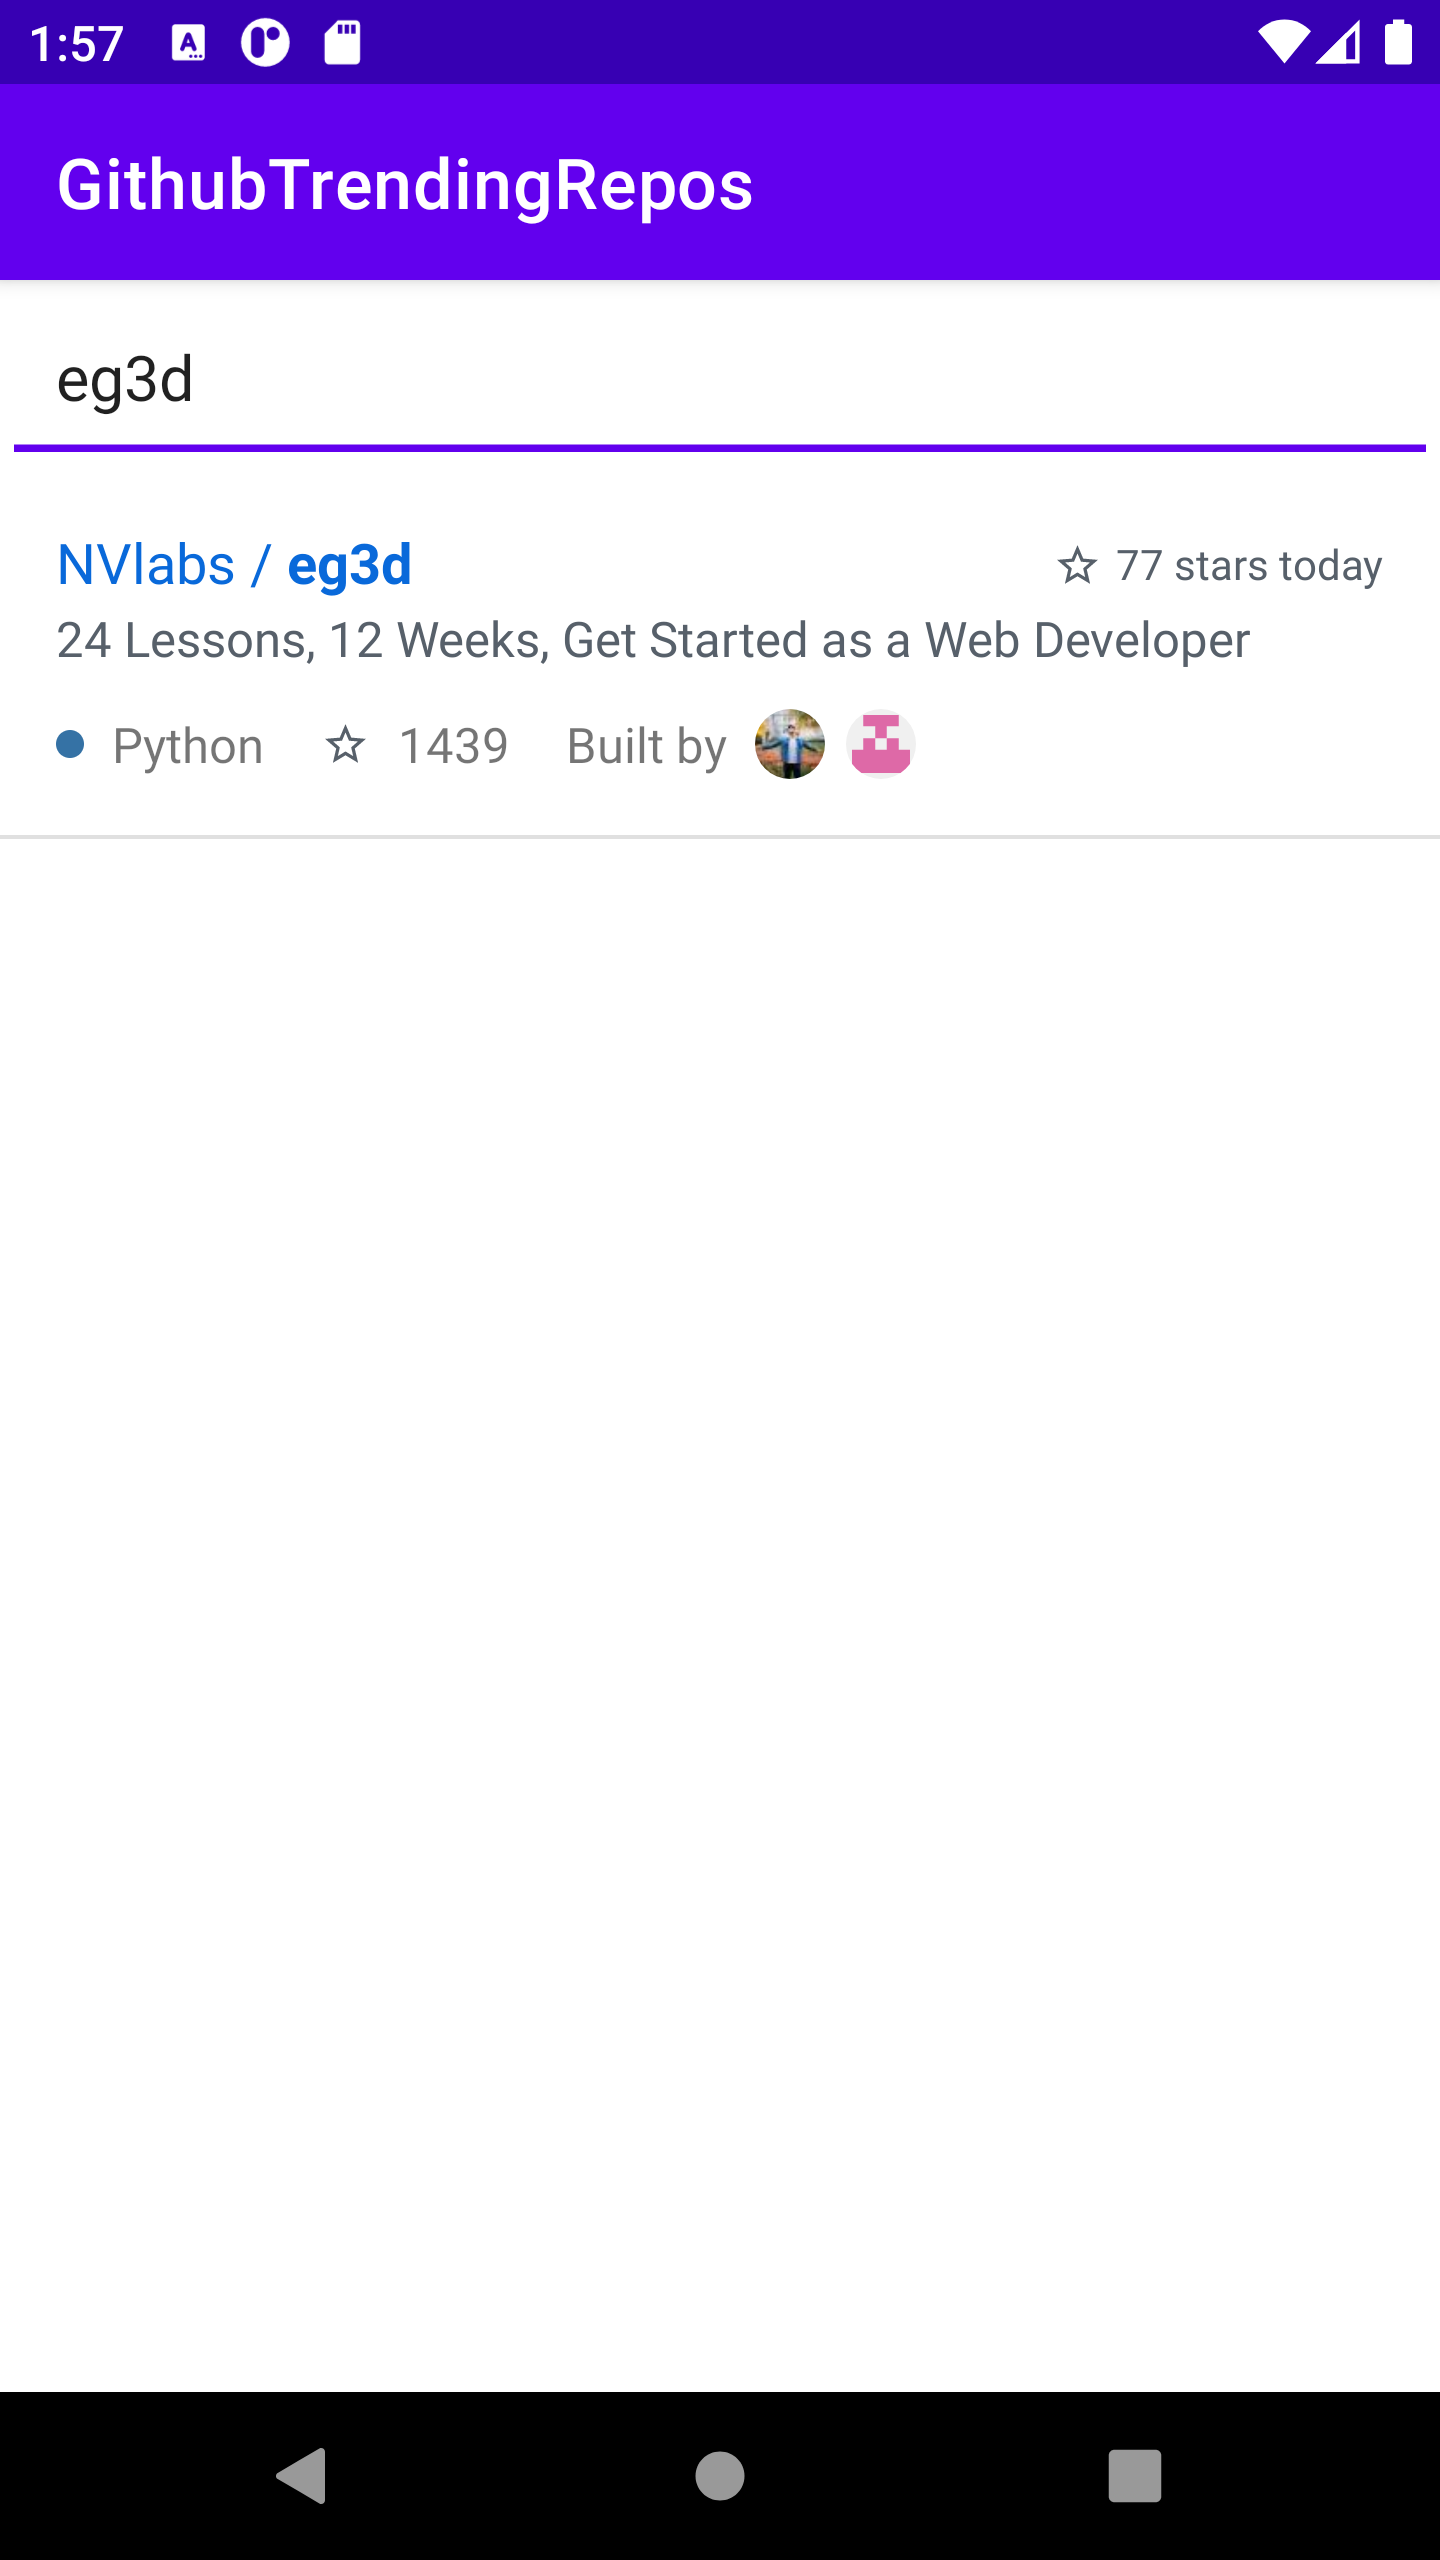 1:57
GithubTrendingRepos
eg3d
NVlabs / eg3d
77 stars today
24 Lessons, 12 Weeks, Get Started as a Web Developer
Python 1439 Built by